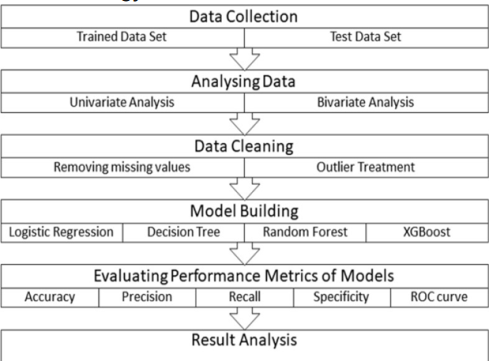 Data Collection
Trained Data Set Test Data Set
Analysing Data
Univariate Analysis Bivariate Analysis
Data Cleaning
Removing missing values Outlier Treatment
Model Building
Logistic Regression Decision Tree Random Forest XGBoost
Evaluating Performance Metrics of Models
Accuracy Precision Recall Specificity ROC curve
Result Analysis